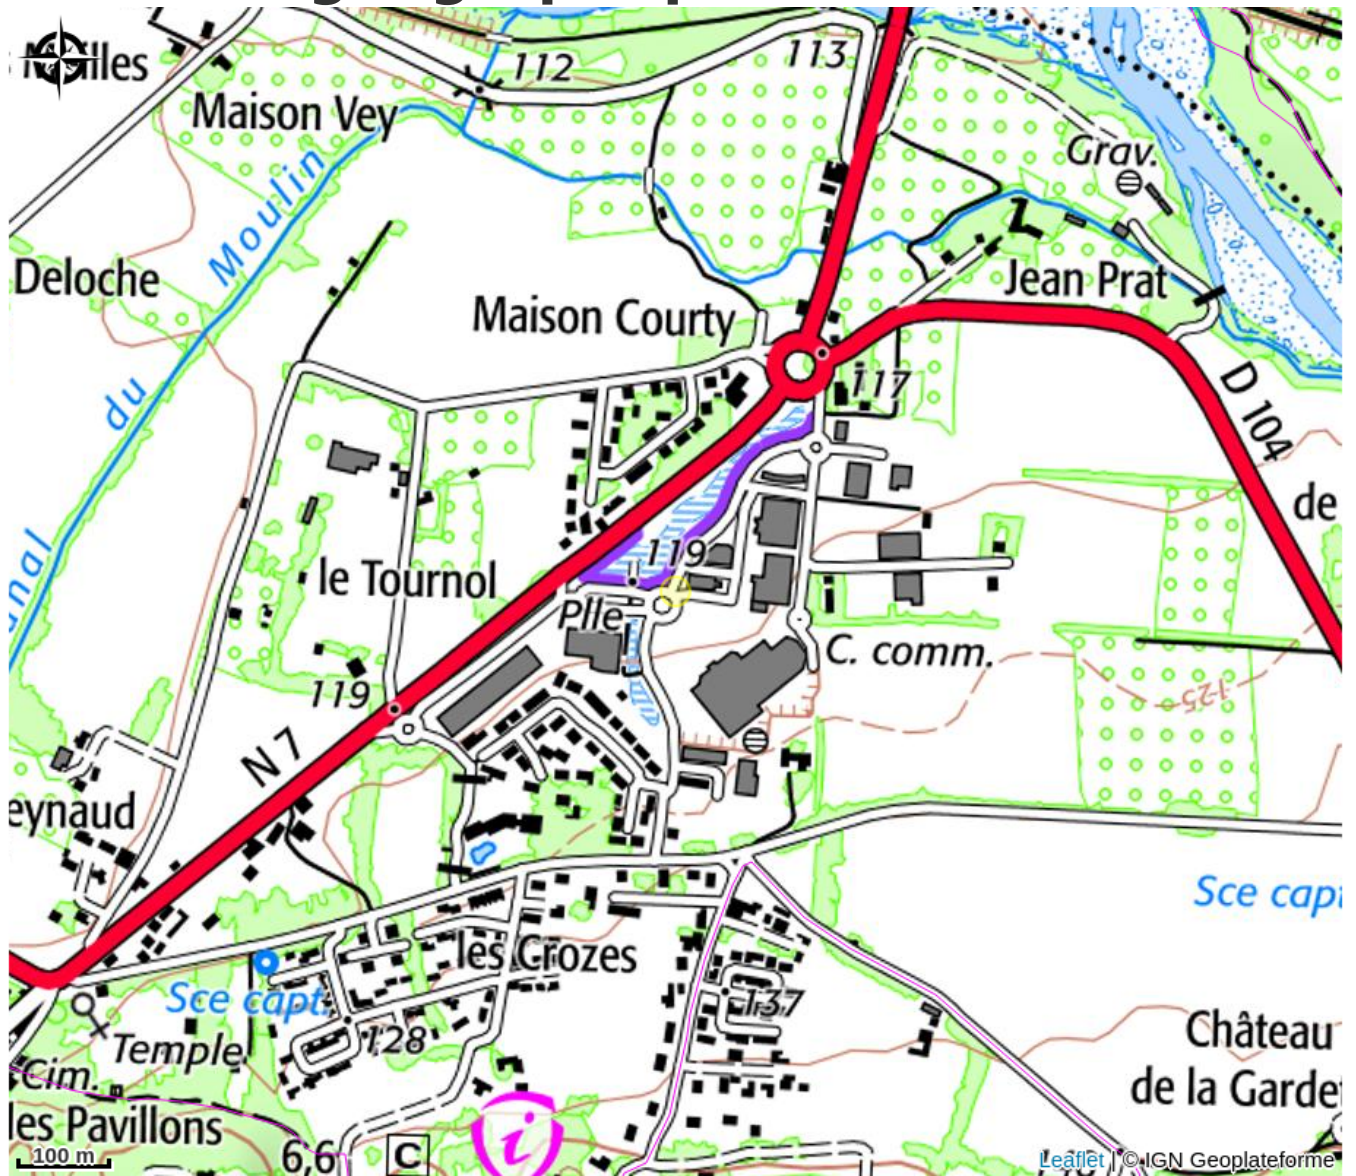 112
113
Maison Vey
Grav.
Moulin
du
Deloche
Jean Prat
Maison Courty
117
D 104
de
119
le Tournol
Plle
C. comm.
119
125
N 7
eynaud
Sce capt
les Crozes
Sce capt.
137
128
Temple
Château
Cim.
de la Gardet
les Pavillons
6,6
C
i
100 m
Leaflet | © IGN Geoplateforme